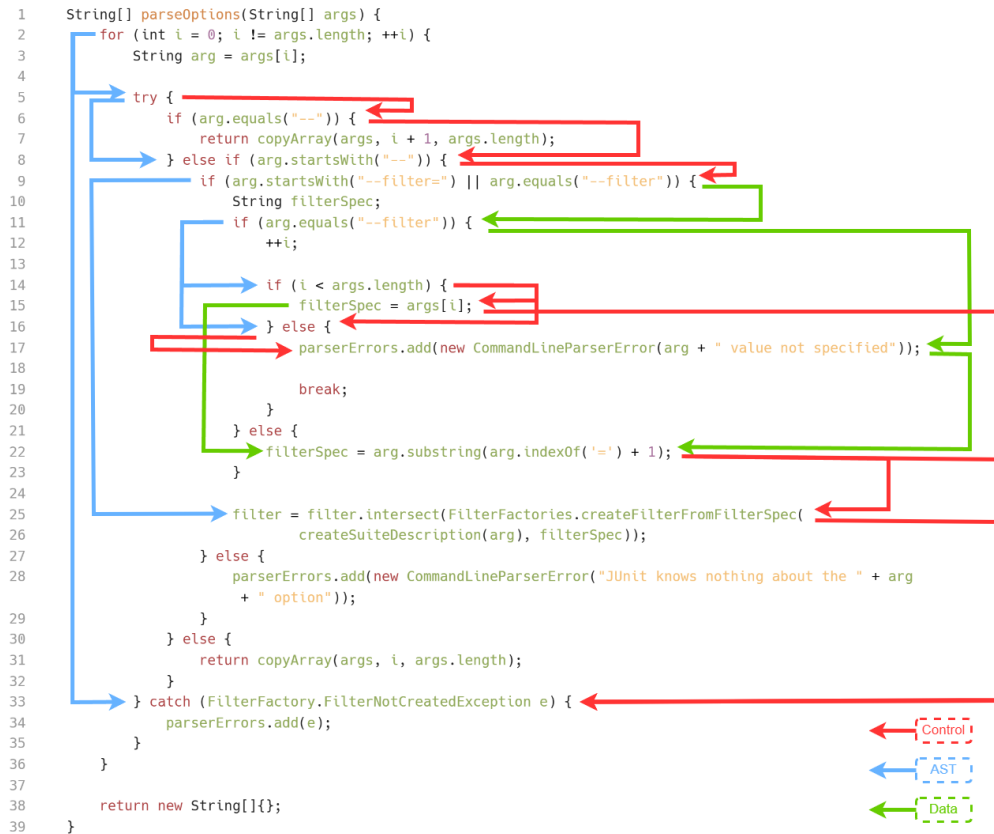 1 String[] parseOptions(String[] args) {
2 for (int i = 0; i != args.length; ++i) {
3 String arg = args[i];
4
5 try {
6 if (arg.equals("--")) {
7 return copyArray(args, i + 1, args.length);
8 } else if (arg.startsWith("--")) {
9 if (arg.startsWith("--filter=") || arg.equals("--filter")) {
10 String filterSpec;
11 if (arg.equals("--filter")) {
12 ++i;
13
14 if (i < args.length) {
15 filterSpec = args[i];
16 } else {
17 parserErrors.add(new CommandLineParserError(arg + " value not specified"));
18
19 break;
20 }
21 } else {
22 filterSpec = arg.substring(arg.indexOf('=') + 1);
23 }
24
25 filter = filter.intersect(FilterFactories.createFilterFromFilterSpec(
26 createSuiteDescription(arg), filterSpec));
27 } else {
28 parserErrors.add(new CommandLineParserError("JUnit knows nothing about the " + arg
+ " option"));
29 }
30 } else {
31 return copyArray(args, i, args.length);
32 }
33 } catch (FilterFactory.FilterNotCreatedException e) {
34 parserErrors.add(e);
35 }
36 }
37
38 return new String[]{};
39 }
Control
AST
Data